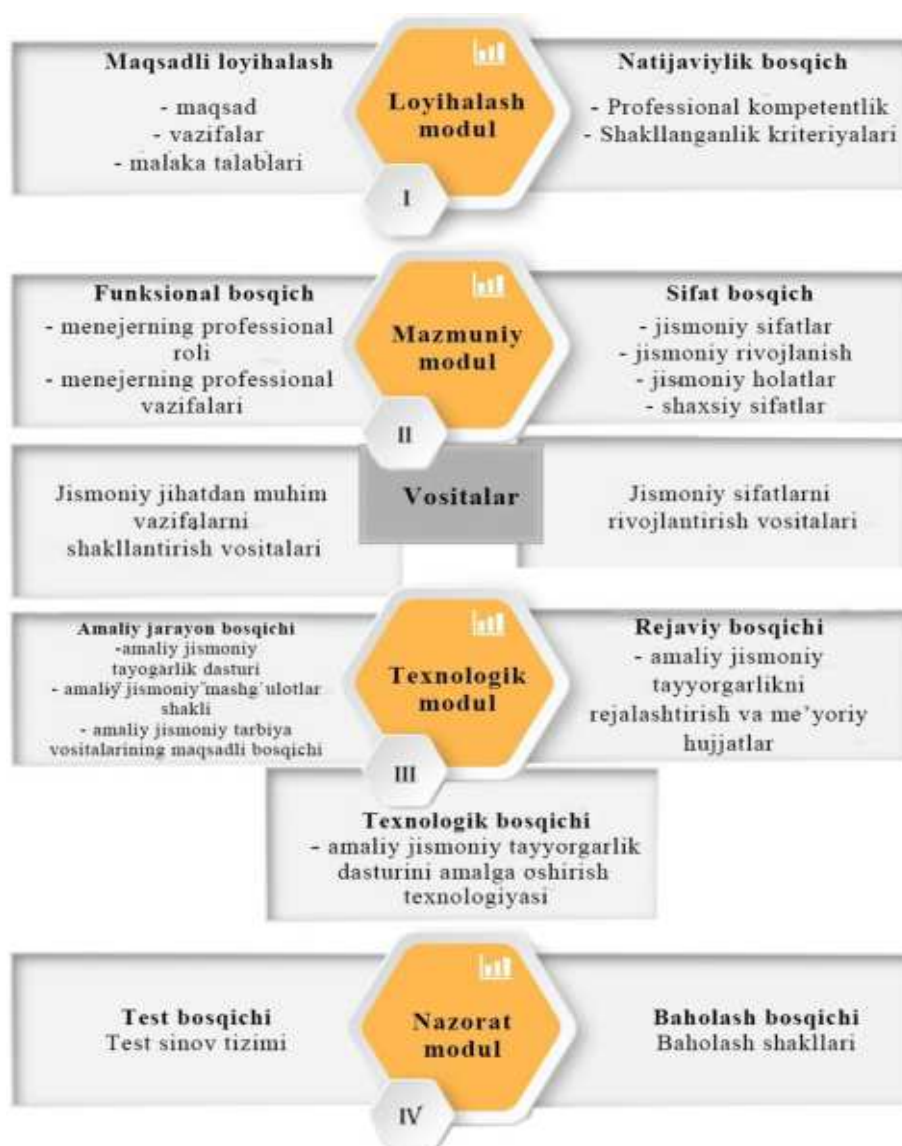 Maqsadli loyihalash
- maqsad
- vazifalar
- malaka talablari
Loyihalash
modul
I
Natijaviylik bosqich
- Professional kompetentlik
- Shakllanganlik kriteriyalari
Funksional bosqich
- menejerning professional
roli
- menejerning professional
vazifalari
Mazmuniy
modul
II
Sifat bosqich
- jismoniy sifatlar
- jismoniy rivojlanish
- jismoniy holatlar
- shaxsiy sifatlar
Jismoniy jihatdan muhim
vazifalarni
shakllantirish vositalari
Vositalar
Jismoniy sifatlarni
rivojlantirish vositalari
Amaliy jarayon bosqichi
-amaliy jismoniy
tayogarlik dasturi
- amaliy jismoniy mashg'ulotlar
shakli
- amaliy jismoniy tarbiya
vositalarining maqsadli bosqichi
Texnologik
modul
III
Rejaviy bosqichi
- amaliy jismoniy
tayyorgarlikni
rejalashtirish va me’yoriy
hujjatlar
Texnologik bosqichi
- amaliy jismoniy tayyorgarlik
dasturini amalga oshirish
texnologiyasi
Test bosqichi
Test sinov tizimi
Nazorat
modul
IV
Baholash bosqichi
Baholash shakllari